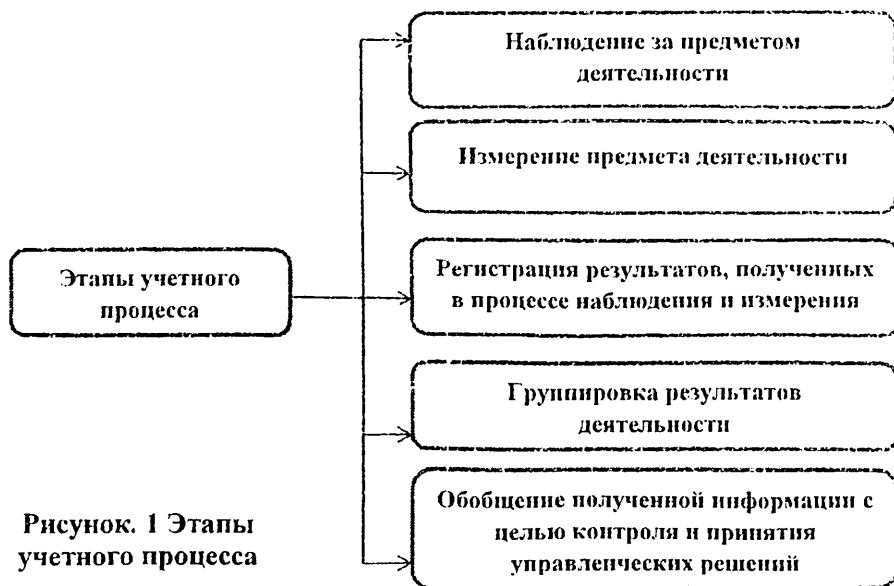 Наблюдение за предметом
деятельности
Измерение предмета деятельности
Этапы учетного
процесса
Регистрация результатов, полученных
в процессе наблюдения и измерения
Группировка результатов
деятельности
Обобщение полученной информации с
целью контроля и принятия
управленческих решений
Рисунок. 1 Этапы
учетного процесса